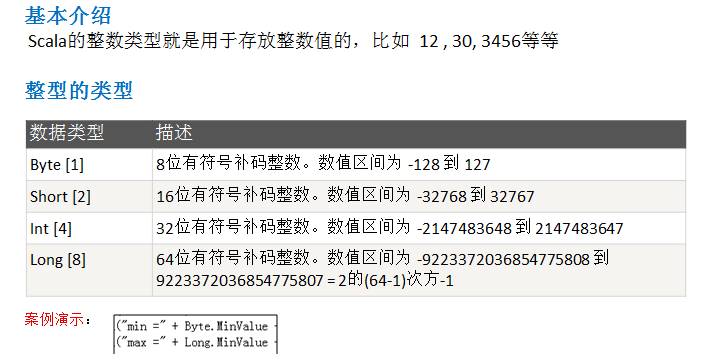 基本介绍
Scala的整数类型就是用于存放整数值的，比如 12 , 30, 3456等等
整型的类型
数据类型 描述
Byte [1] 8位有符号补码整数。数值区间为 -128 到 127
Short [2] 16位有符号补码整数。数值区间为 -32768 到 32767
Int [4] 32位有符号补码整数。数值区间为 -2147483648 到 2147483647
Long [8] 64位有符号补码整数。数值区间为 -9223372036854775808 到
9223372036854775807 = 2的(64-1)次方-1
案例演示：
("min =" + Byte.MinValue
("max =" + Long.MinValue